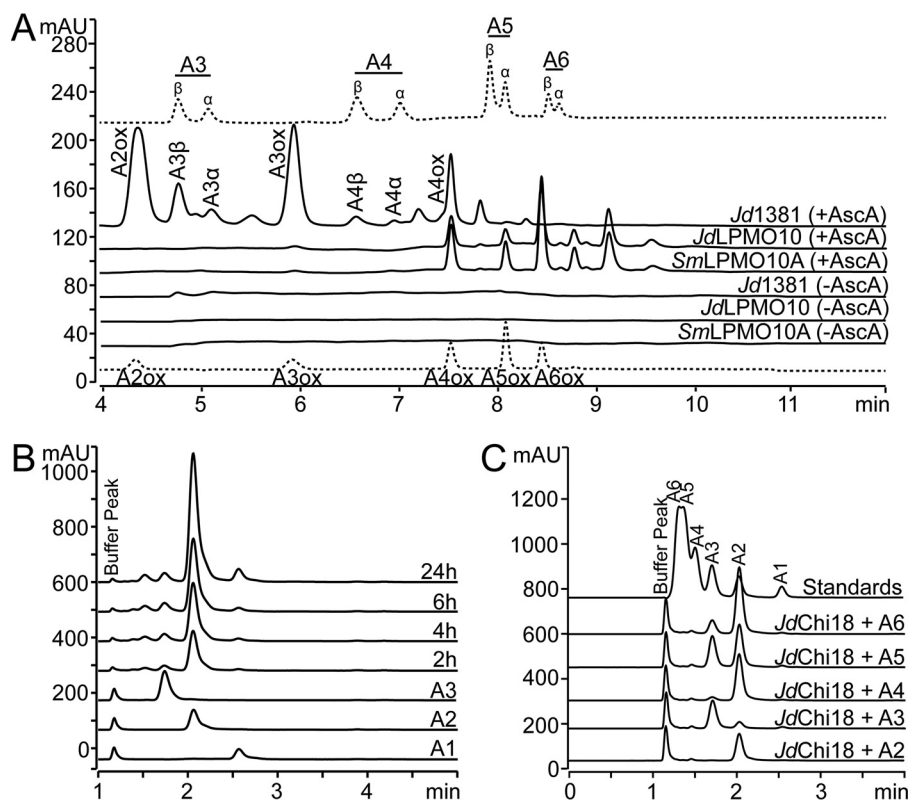 A
mAU
280
240
200
160
120
80
40
0
A3
β
α
A4
β
α
A5
β
α
A6
β
α
A2ox
A3β
A3α
A3ox
A4β
A4α
A4ox
Jd1381 (+AscA)
JdLPMO10 (+AscA)
SmLPMO10A (+AscA)
Jd1381 (-AscA)
JdLPMO10 (-AscA)
SmLPMO10A (-AscA)
A2ox A3ox A4ox A5ox A6ox
4 5 6 7 8 9 10 11 min
B
mAU
1000
800
600
400
200
0
Buffer Peak
24h
6h
4h
2h
A3
A2
A1
1 2 3 min
C
mAU
1200
1000
800
600
400
200
0
Buffer Peak
A6
A5
A4
A3
A2
A1
Standards
JdChi18 + A6
JdChi18 + A5
JdChi18 + A4
JdChi18 + A3
JdChi18 + A2
0 1 2 3 min